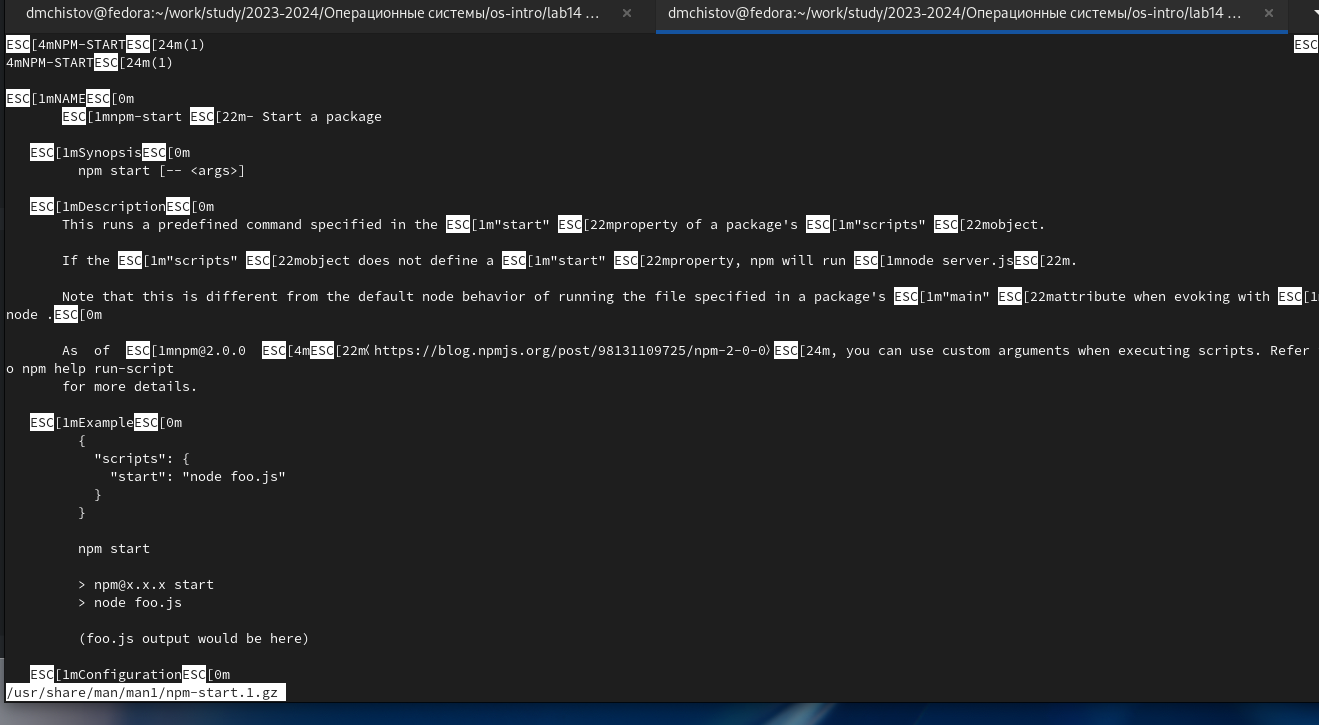 dmchistov@fedora:~/work/study/2023-2024/Операционные системы/os-intro/lab14 ... × dmchistov@fedora:~/work/study/2023-2024/Операционные системы/os-intro/lab14 ... ×
ESC[4mNPM-STARTESC[24m(1) ESC
4mNPM-STARTESC[24m(1)
ESC[1mNAMEESC[0m
ESC[1mnpm-start ESC[22m- Start a package
ESC[1mSynopsisESC[0m
npm start [-- <args>]
ESC[1mDescriptionESC[0m
This runs a predefined command specified in the ESC[1m"start" ESC[22mproperty of a package's ESC[1m"scripts" ESC[22mobject.
If the ESC[1m"scripts" ESC[22mobject does not define a ESC[1m"start" ESC[22mproperty, npm will run ESC[1mnode server.jsESC[22m.
Note that this is different from the default node behavior of running the file specified in a package's ESC[1m"main" ESC[22mattribute when evoking with ESC[1
node .ESC[0m
As of ESC[1mnpm@2.0.0 ESC[4mESC[22m⟨https://blog.npmjs.org/post/98131109725/npm-2-0-0⟩ESC[24m, you can use custom arguments when executing scripts. Refer
o npm help run-script
for more details.
ESC[1mExampleESC[0m
{
"scripts": {
"start": "node foo.js"
}
}
npm start
> npm@x.x.x start
> node foo.js
(foo.js output would be here)
ESC[1mConfigurationESC[0m
/usr/share/man/man1/npm-start.1.gz